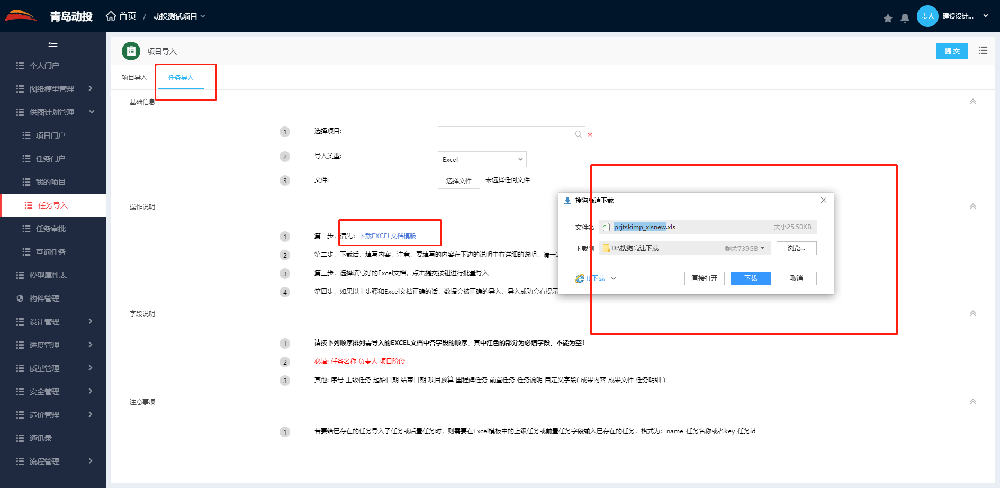 青岛动投
首页 / 动投测试项目
责人 建设设计...
个人门户
图纸模型管理
供图计划管理
项目门户
任务门户
我的项目
任务导入
任务审批
查询任务
模型属性表
构件管理
设计管理
进度管理
质量管理
安全管理
造价管理
通讯录
流程管理
项目导入
提 交
项目导入 任务导入
基础信息
1 选择项目: *
2 导入类型: Excel
3 文件: 选择文件 未选择任何文件
操作说明
1 第一步，请先：下载EXCEL文档模版
2 第二步，下载后，填写内容，注意，要填写的内容在下边的说明中有详细的说明，请一定
3 第三步，选择填写好的Excel文档，点击提交按钮进行批量导入
4 第四步，如果以上步骤和Excel文档正确的话，数据会被正确的导入，导入成功会有提示
搜狗高速下载
文件名 prjtskimp_xlsnew.xls 大小25.50KB
下载到 D:\搜狗高速下载 剩余739GB 浏览...
IE下载 直接打开 下载 取消
字段说明
1 请按下列顺序排列需导入的EXCEL文档中各字段的顺序，其中红色的部分为必填字段，不能为空！
2 必填: 任务名称 负责人 项目阶段
3 其他: 序号 上级任务 起始日期 结束日期 项目预算 里程碑任务 前置任务 任务说明 自定义字段( 成果内容 成果文件 任务明细 )
注意事项
1 若要给已存在的任务导入子任务或后置任务时，则需要在Excel模板中的上级任务或前置任务字段输入已存在的任务，格式为：name_任务名称或者key_任务id